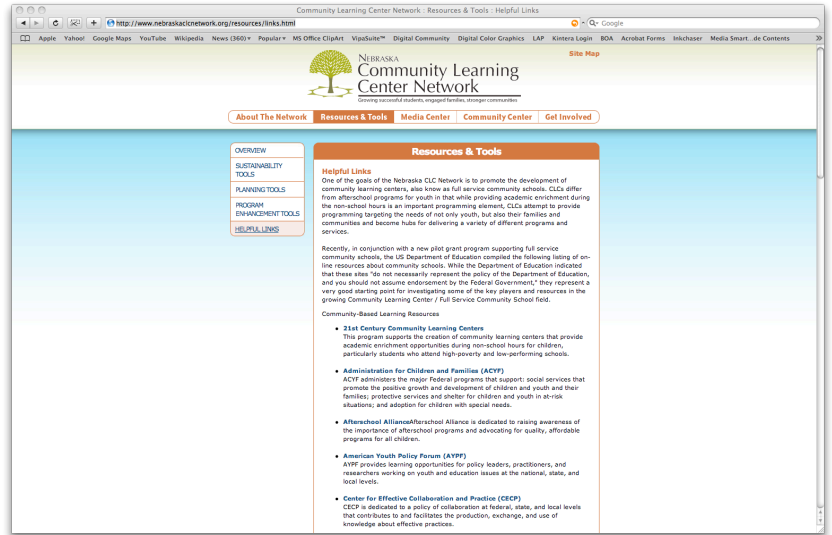 Community Learning Center Network : Resources & Tools : Helpful Links
http://www.nebraskaclcnetwork.org/resources/links.html
Google
Apple Yahoo! Google Maps YouTube Wikipedia News (360) Popular MS Office ClipArt VipaSuite™ Digital Community Digital Color Graphics LAP Kintera Login BOA Acrobat Forms Inkchaser Media Smart...de Contents
Site Map
NEBRASKA
Community Learning
Center Network
Growing successful students, engaged families, stronger communities
About The Network Resources & Tools Media Center Community Center Get Involved
OVERVIEW
SUSTAINABILITY
TOOLS
PLANNING TOOLS
PROGRAM
ENHANCEMENT TOOLS
HELPFUL LINKS
Resources & Tools
Helpful Links
One of the goals of the Nebraska CLC Network is to promote the development of
community learning centers, also know as full service community schools. CLCs differ
from afterschool programs for youth in that while providing academic enrichment during
the non-school hours is an important programming element, CLCs attempt to provide
programming targeting the needs of not only youth, but also their families and
communities and become hubs for delivering a variety of different programs and
services.
Recently, in conjunction with a new pilot grant program supporting full service
community schools, the US Department of Education compiled the following listing of on-
line resources about community schools. While the Department of Education indicated
that these sites "do not necessarily represent the policy of the Department of Education,
and you should not assume endorsement by the Federal Government," they represent a
very good starting point for investigating some of the key players and resources in the
growing Community Learning Center / Full Service Community School field.
Community-Based Learning Resources
• 21st Century Community Learning Centers
This program supports the creation of community learning centers that provide
academic enrichment opportunities during non-school hours for children,
particularly students who attend high-poverty and low-performing schools.
• Administration for Children and Families (ACYF)
ACYF administers the major Federal programs that support: social services that
promote the positive growth and development of children and youth and their
families; protective services and shelter for children and youth in at-risk
situations; and adoption for children with special needs.
• Afterschool AllianceAfterschool Alliance is dedicated to raising awareness of
the importance of afterschool programs and advocating for quality, affordable
programs for all children.
• American Youth Policy Forum (AYPF)
AYPF provides learning opportunities for policy leaders, practitioners, and
researchers working on youth and education issues at the national, state, and
local levels.
• Center for Effective Collaboration and Practice (CECP)
CECP is dedicated to a policy of collaboration at federal, state, and local levels
that contributes to and facilitates the production, exchange, and use of
knowledge about effective practices.